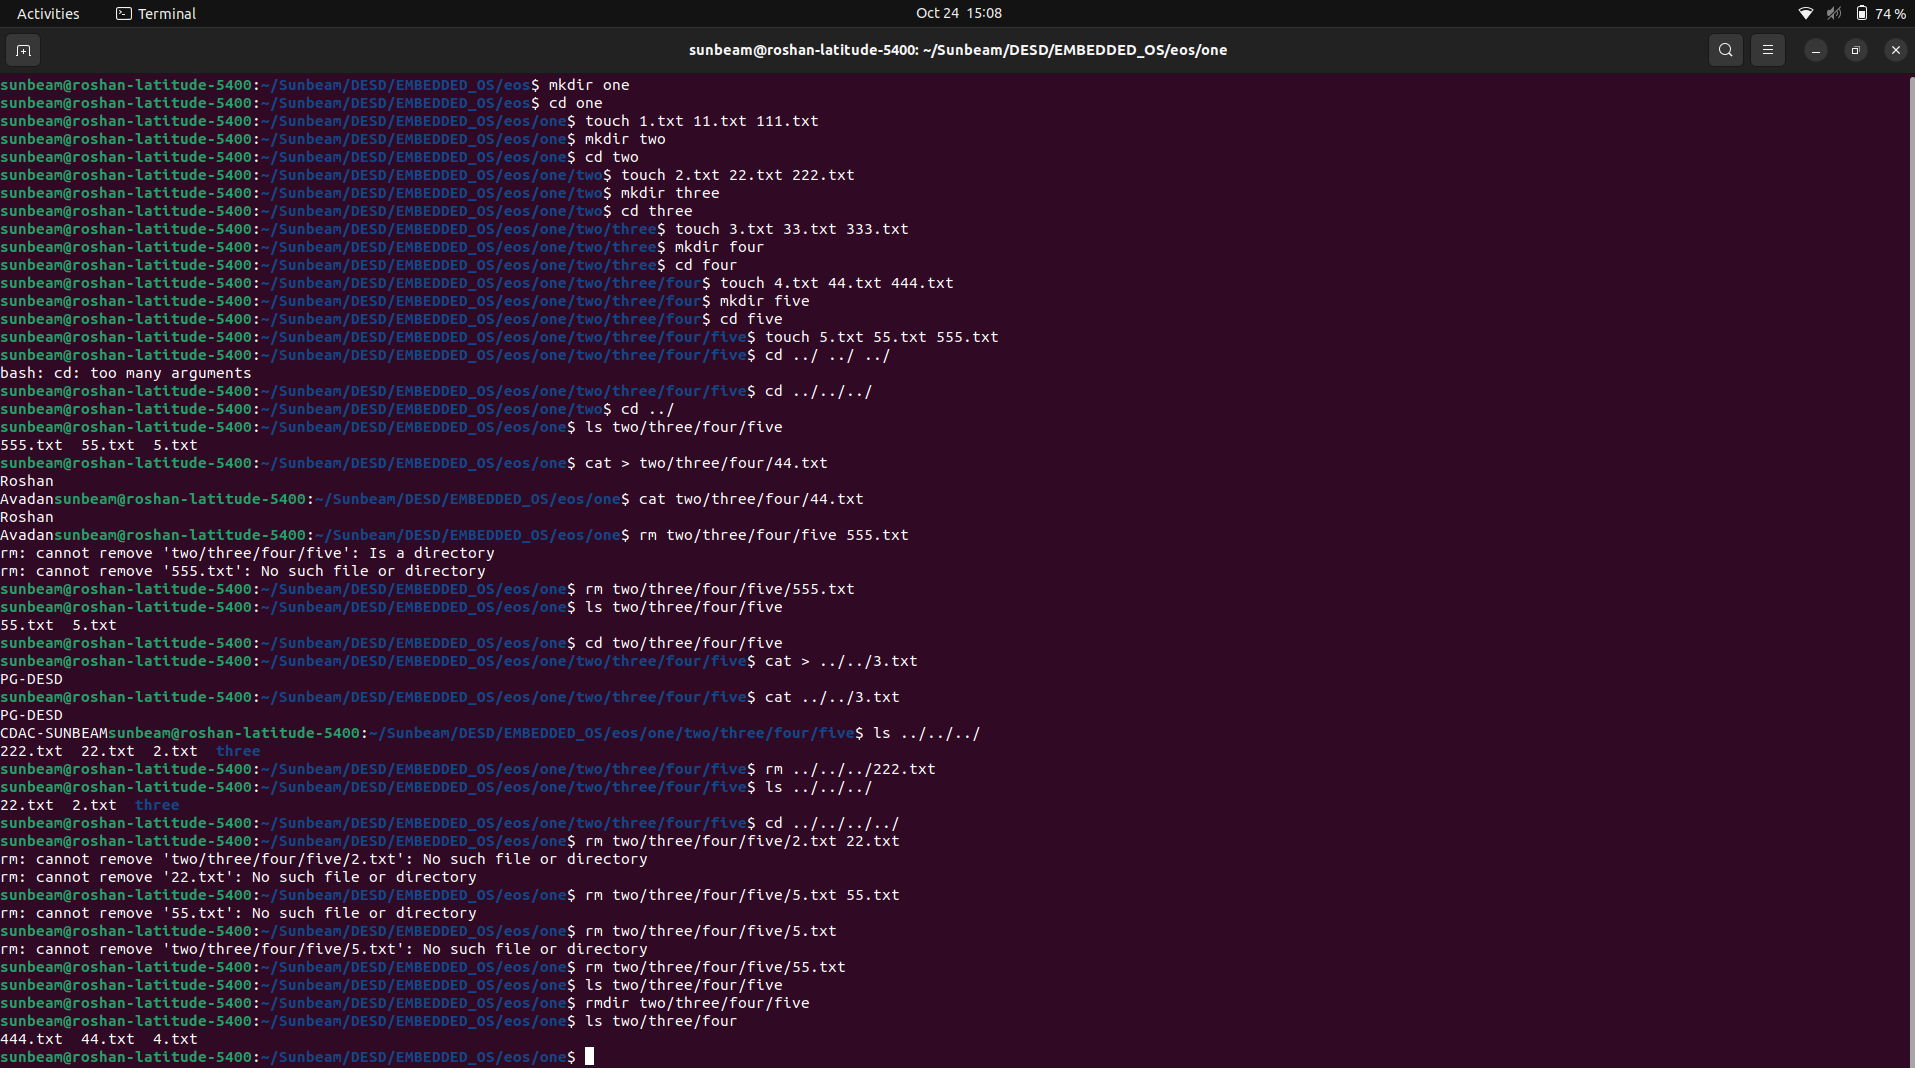 Activities Terminal Oct 24 15:08 74 %
sunbeam@roshan-latitude-5400: ~/Sunbeam/DESD/EMBEDDED_OS/eos/one
sunbeam@roshan-latitude-5400:~/Sunbeam/DESD/EMBEDDED_OS/eos$ mkdir one
sunbeam@roshan-latitude-5400:~/Sunbeam/DESD/EMBEDDED_OS/eos$ cd one
sunbeam@roshan-latitude-5400:~/Sunbeam/DESD/EMBEDDED_OS/eos/one$ touch 1.txt 11.txt 111.txt
sunbeam@roshan-latitude-5400:~/Sunbeam/DESD/EMBEDDED_OS/eos/one$ mkdir two
sunbeam@roshan-latitude-5400:~/Sunbeam/DESD/EMBEDDED_OS/eos/one$ cd two
sunbeam@roshan-latitude-5400:~/Sunbeam/DESD/EMBEDDED_OS/eos/one/two$ touch 2.txt 22.txt 222.txt
sunbeam@roshan-latitude-5400:~/Sunbeam/DESD/EMBEDDED_OS/eos/one/two$ mkdir three
sunbeam@roshan-latitude-5400:~/Sunbeam/DESD/EMBEDDED_OS/eos/one/two$ cd three
sunbeam@roshan-latitude-5400:~/Sunbeam/DESD/EMBEDDED_OS/eos/one/two/three$ touch 3.txt 33.txt 333.txt
sunbeam@roshan-latitude-5400:~/Sunbeam/DESD/EMBEDDED_OS/eos/one/two/three$ mkdir four
sunbeam@roshan-latitude-5400:~/Sunbeam/DESD/EMBEDDED_OS/eos/one/two/three$ cd four
sunbeam@roshan-latitude-5400:~/Sunbeam/DESD/EMBEDDED_OS/eos/one/two/three/four$ touch 4.txt 44.txt 444.txt
sunbeam@roshan-latitude-5400:~/Sunbeam/DESD/EMBEDDED_OS/eos/one/two/three/four$ mkdir five
sunbeam@roshan-latitude-5400:~/Sunbeam/DESD/EMBEDDED_OS/eos/one/two/three/four$ cd five
sunbeam@roshan-latitude-5400:~/Sunbeam/DESD/EMBEDDED_OS/eos/one/two/three/four/five$ touch 5.txt 55.txt 555.txt
sunbeam@roshan-latitude-5400:~/Sunbeam/DESD/EMBEDDED_OS/eos/one/two/three/four/five$ cd ../ ../ ../
bash: cd: too many arguments
sunbeam@roshan-latitude-5400:~/Sunbeam/DESD/EMBEDDED_OS/eos/one/two/three/four/five$ cd ../../../
sunbeam@roshan-latitude-5400:~/Sunbeam/DESD/EMBEDDED_OS/eos/one/two$ cd ../
sunbeam@roshan-latitude-5400:~/Sunbeam/DESD/EMBEDDED_OS/eos/one$ ls two/three/four/five
555.txt  55.txt  5.txt
sunbeam@roshan-latitude-5400:~/Sunbeam/DESD/EMBEDDED_OS/eos/one$ cat > two/three/four/44.txt
Roshan
Avadansunbeam@roshan-latitude-5400:~/Sunbeam/DESD/EMBEDDED_OS/eos/one$ cat two/three/four/44.txt
Roshan
Avadansunbeam@roshan-latitude-5400:~/Sunbeam/DESD/EMBEDDED_OS/eos/one$ rm two/three/four/five 555.txt
rm: cannot remove 'two/three/four/five': Is a directory
rm: cannot remove '555.txt': No such file or directory
sunbeam@roshan-latitude-5400:~/Sunbeam/DESD/EMBEDDED_OS/eos/one$ rm two/three/four/five/555.txt
sunbeam@roshan-latitude-5400:~/Sunbeam/DESD/EMBEDDED_OS/eos/one$ ls two/three/four/five
55.txt  5.txt
sunbeam@roshan-latitude-5400:~/Sunbeam/DESD/EMBEDDED_OS/eos/one$ cd two/three/four/five
sunbeam@roshan-latitude-5400:~/Sunbeam/DESD/EMBEDDED_OS/eos/one/two/three/four/five$ cat > ../../3.txt
PG-DESD
sunbeam@roshan-latitude-5400:~/Sunbeam/DESD/EMBEDDED_OS/eos/one/two/three/four/five$ cat ../../3.txt
PG-DESD
CDAC-SUNBEAMsunbeam@roshan-latitude-5400:~/Sunbeam/DESD/EMBEDDED_OS/eos/one/two/three/four/five$ ls ../../../
222.txt  22.txt  2.txt  three
sunbeam@roshan-latitude-5400:~/Sunbeam/DESD/EMBEDDED_OS/eos/one/two/three/four/five$ rm ../../../222.txt
sunbeam@roshan-latitude-5400:~/Sunbeam/DESD/EMBEDDED_OS/eos/one/two/three/four/five$ ls ../../../
22.txt  2.txt  three
sunbeam@roshan-latitude-5400:~/Sunbeam/DESD/EMBEDDED_OS/eos/one/two/three/four/five$ cd ../../../../
sunbeam@roshan-latitude-5400:~/Sunbeam/DESD/EMBEDDED_OS/eos/one$ rm two/three/four/five/2.txt 22.txt
rm: cannot remove 'two/three/four/five/2.txt': No such file or directory
rm: cannot remove '22.txt': No such file or directory
sunbeam@roshan-latitude-5400:~/Sunbeam/DESD/EMBEDDED_OS/eos/one$ rm two/three/four/five/5.txt 55.txt
rm: cannot remove '55.txt': No such file or directory
sunbeam@roshan-latitude-5400:~/Sunbeam/DESD/EMBEDDED_OS/eos/one$ rm two/three/four/five/5.txt
rm: cannot remove 'two/three/four/five/5.txt': No such file or directory
sunbeam@roshan-latitude-5400:~/Sunbeam/DESD/EMBEDDED_OS/eos/one$ rm two/three/four/five/55.txt
sunbeam@roshan-latitude-5400:~/Sunbeam/DESD/EMBEDDED_OS/eos/one$ ls two/three/four/five
sunbeam@roshan-latitude-5400:~/Sunbeam/DESD/EMBEDDED_OS/eos/one$ rmdir two/three/four/five
sunbeam@roshan-latitude-5400:~/Sunbeam/DESD/EMBEDDED_OS/eos/one$ ls two/three/four
444.txt  44.txt  4.txt
sunbeam@roshan-latitude-5400:~/Sunbeam/DESD/EMBEDDED_OS/eos/one$